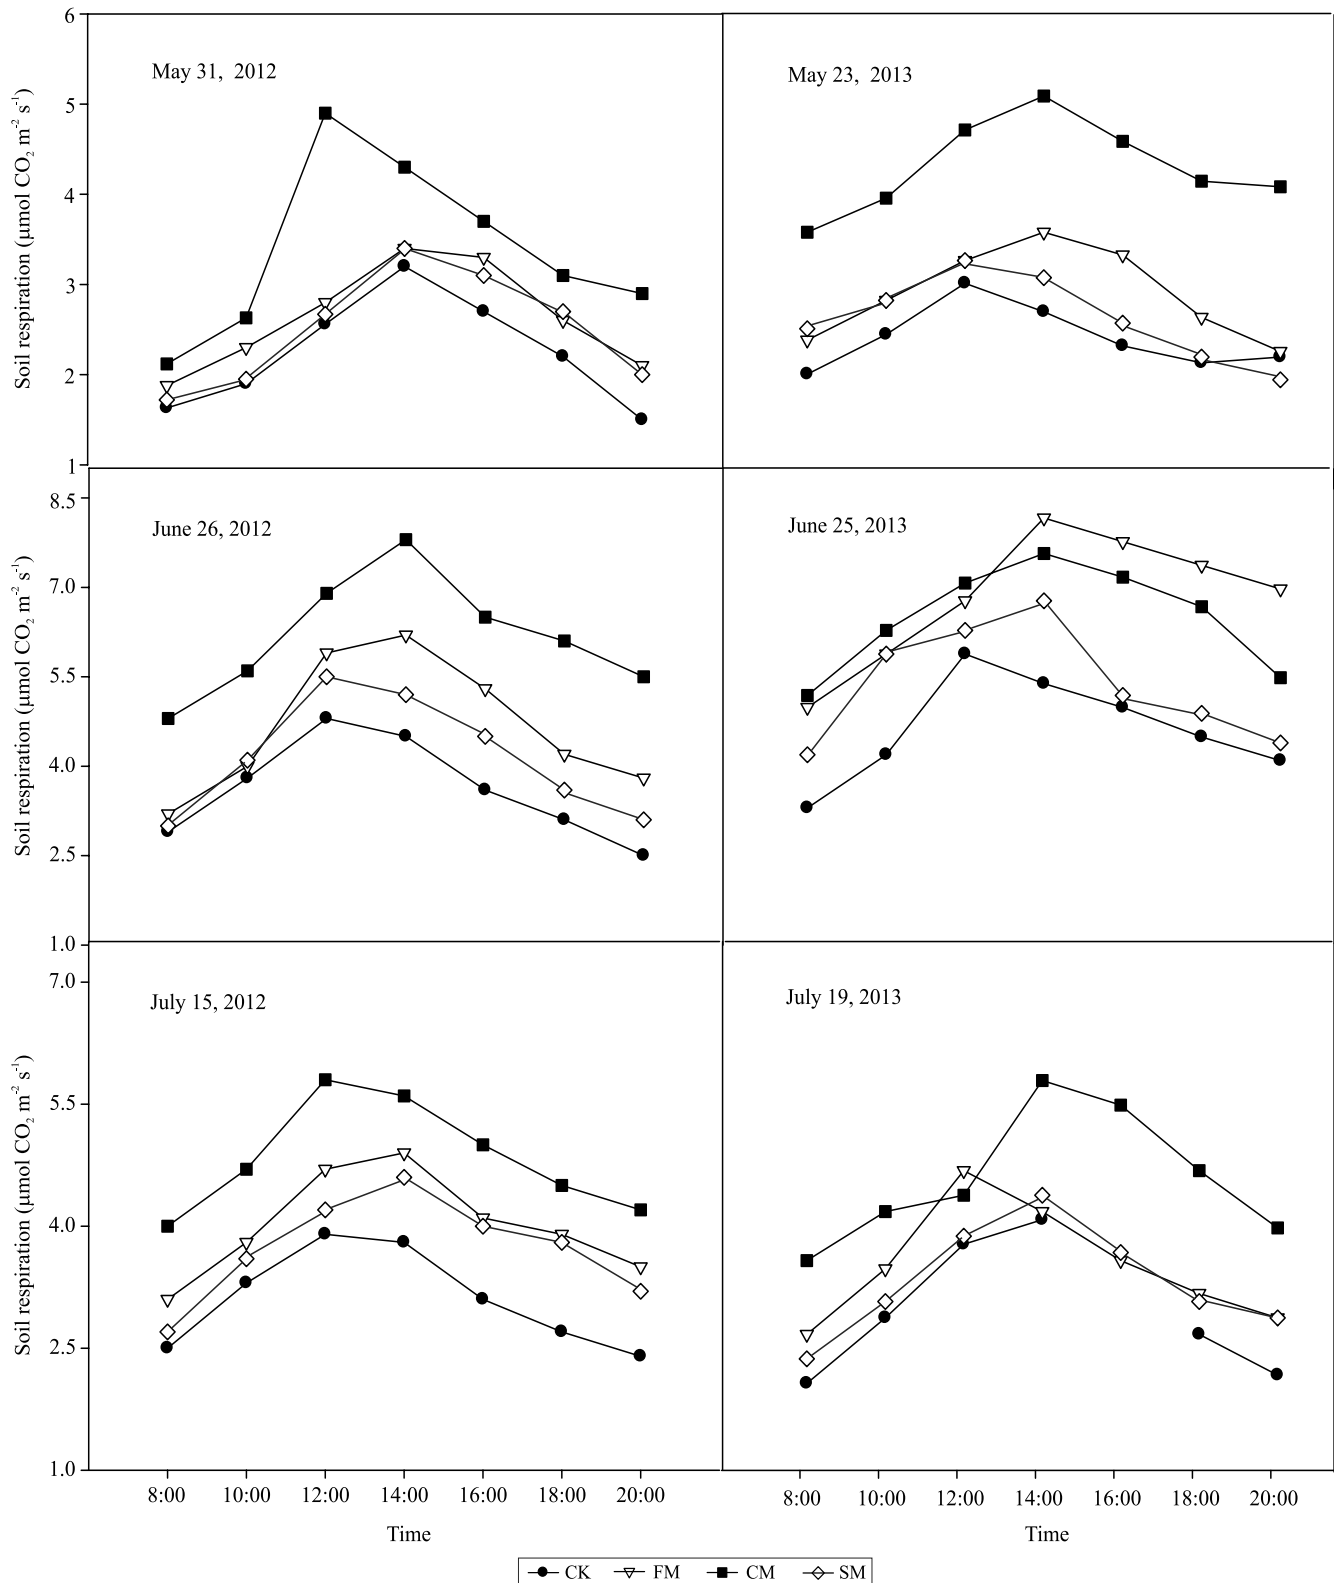 6
5
4
3
2
1
Soil respiration (μmol CO₂ m⁻² s⁻¹)
May 31, 2012
May 23, 2013
8.5
7.0
5.5
4.0
2.5
1.0
Soil respiration (μmol CO₂ m⁻² s⁻¹)
June 26, 2012
June 25, 2013
7.0
5.5
4.0
2.5
1.0
Soil respiration (μmol CO₂ m⁻² s⁻¹)
July 15, 2012
July 19, 2013
8:00 10:00 12:00 14:00 16:00 18:00 20:00
8:00 10:00 12:00 14:00 16:00 18:00 20:00
Time
Time
CK FM CM SM